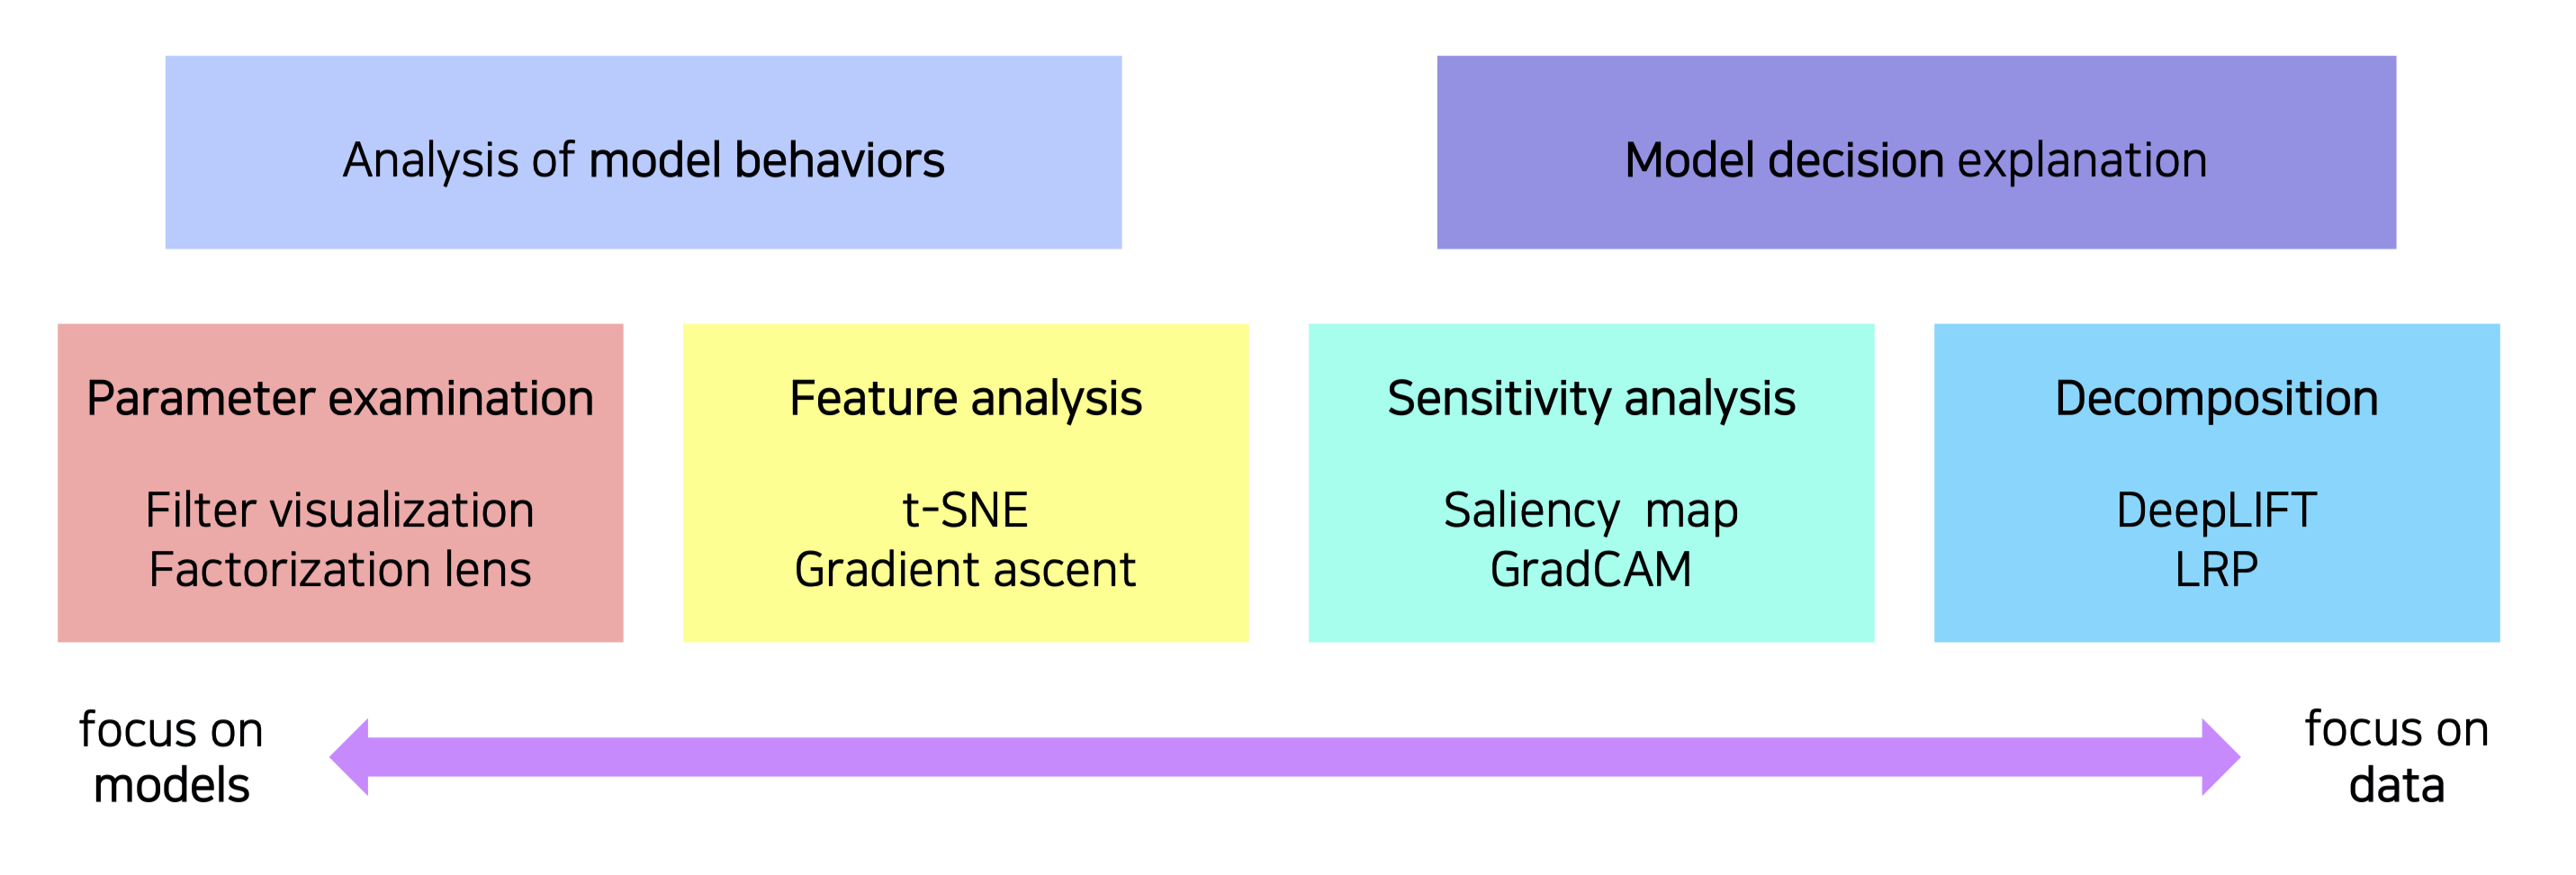 Analysis of model behaviors
Model decision explanation
Parameter examination
Filter visualization
Factorization lens
Feature analysis
t-SNE
Gradient ascent
Sensitivity analysis
Saliency map
GradCAM
Decomposition
DeepLIFT
LRP
focus on
models
focus on
data